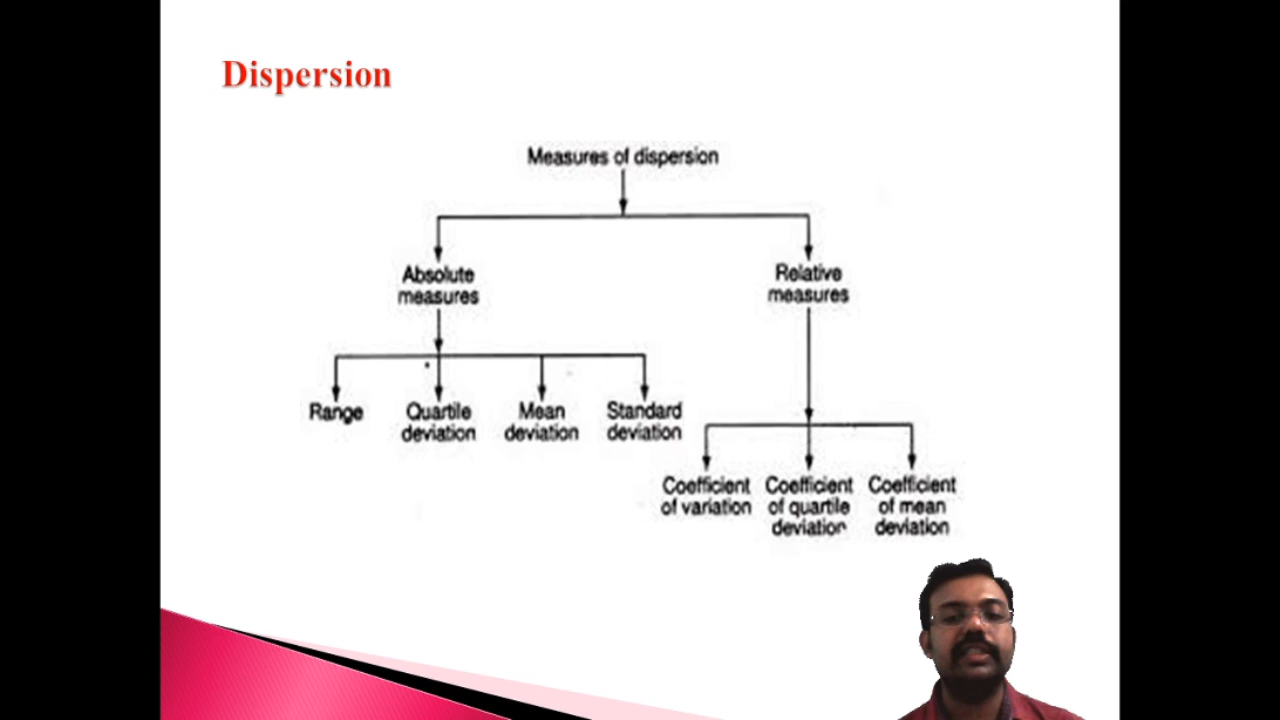 Dispersion
Measures of dispersion
Absolute
measures
Relative
measures
Range
Quartile
deviation
Mean
deviation
Standard
deviation
Coefficient
of variation
Coefficient
of quartile
deviation
Coefficient
of mean
deviation